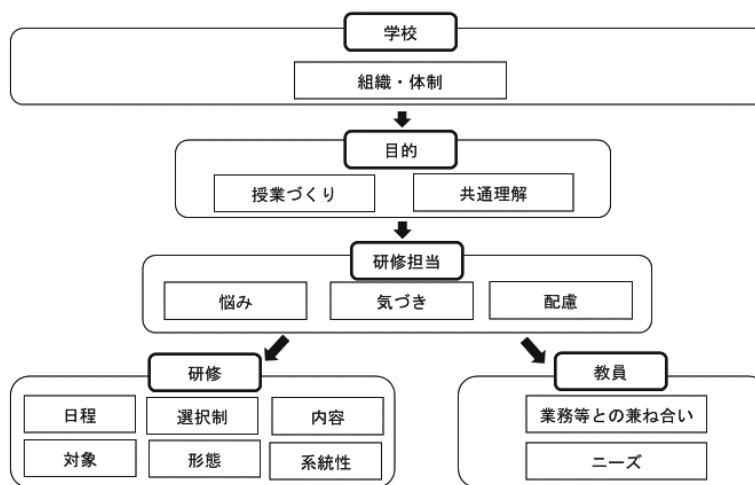 学校
組織・体制
目的
授業づくり
共通理解
研修担当
悩み
気づき
配慮
研修
日程
選択制
内容
対象
形態
系統性
教員
業務等との兼ね合い
ニーズ